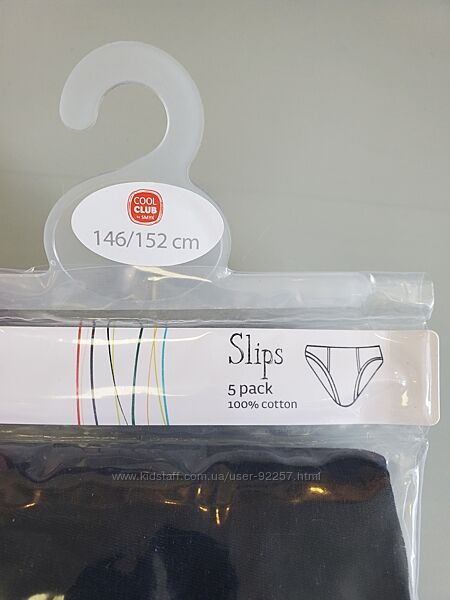 COOL
CLUB
by SMYK
146/152 cm
Slips
5 pack
100% cotton
www.kidstaff.com.ua/user-92257.html